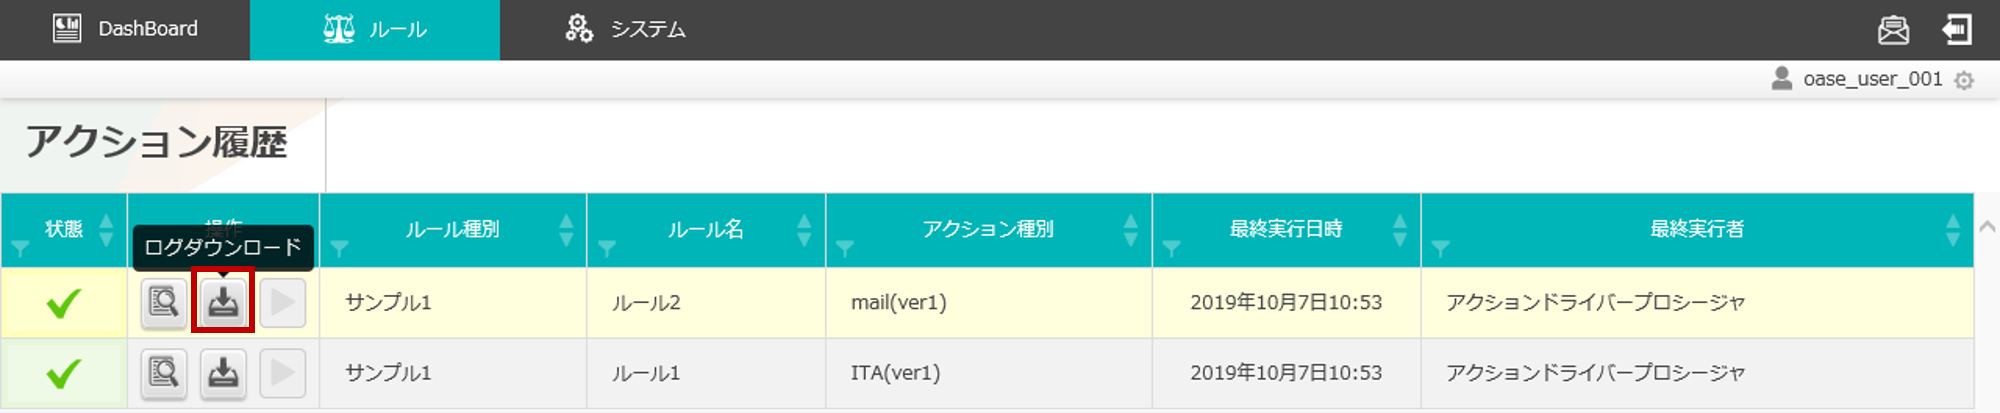 DashBoard ルール システム
oase_user_001
アクション履歴
状態 操作 ルール種別 ルール名 アクション種別 最終実行日時 最終実行者
ログダウンロード
サンプル1 ルール2 mail(ver1) 2019年10月7日10:53 アクションドライバープロシージャ
サンプル1 ルール1 ITA(ver1) 2019年10月7日10:53 アクションドライバープロシージャ